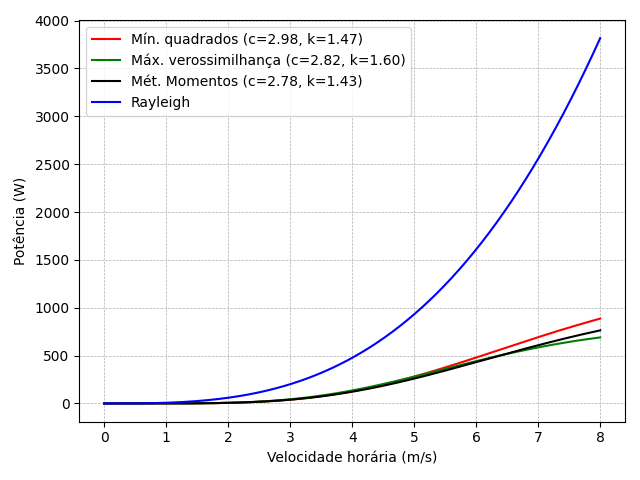 4000
3500
3000
2500
2000
1500
1000
500
0
Potência (W)
Mín. quadrados (c=2.98, k=1.47)
Máx. verossimilhança (c=2.82, k=1.60)
Mét. Momentos (c=2.78, k=1.43)
Rayleigh
0 1 2 3 4 5 6 7 8
Velocidade horária (m/s)